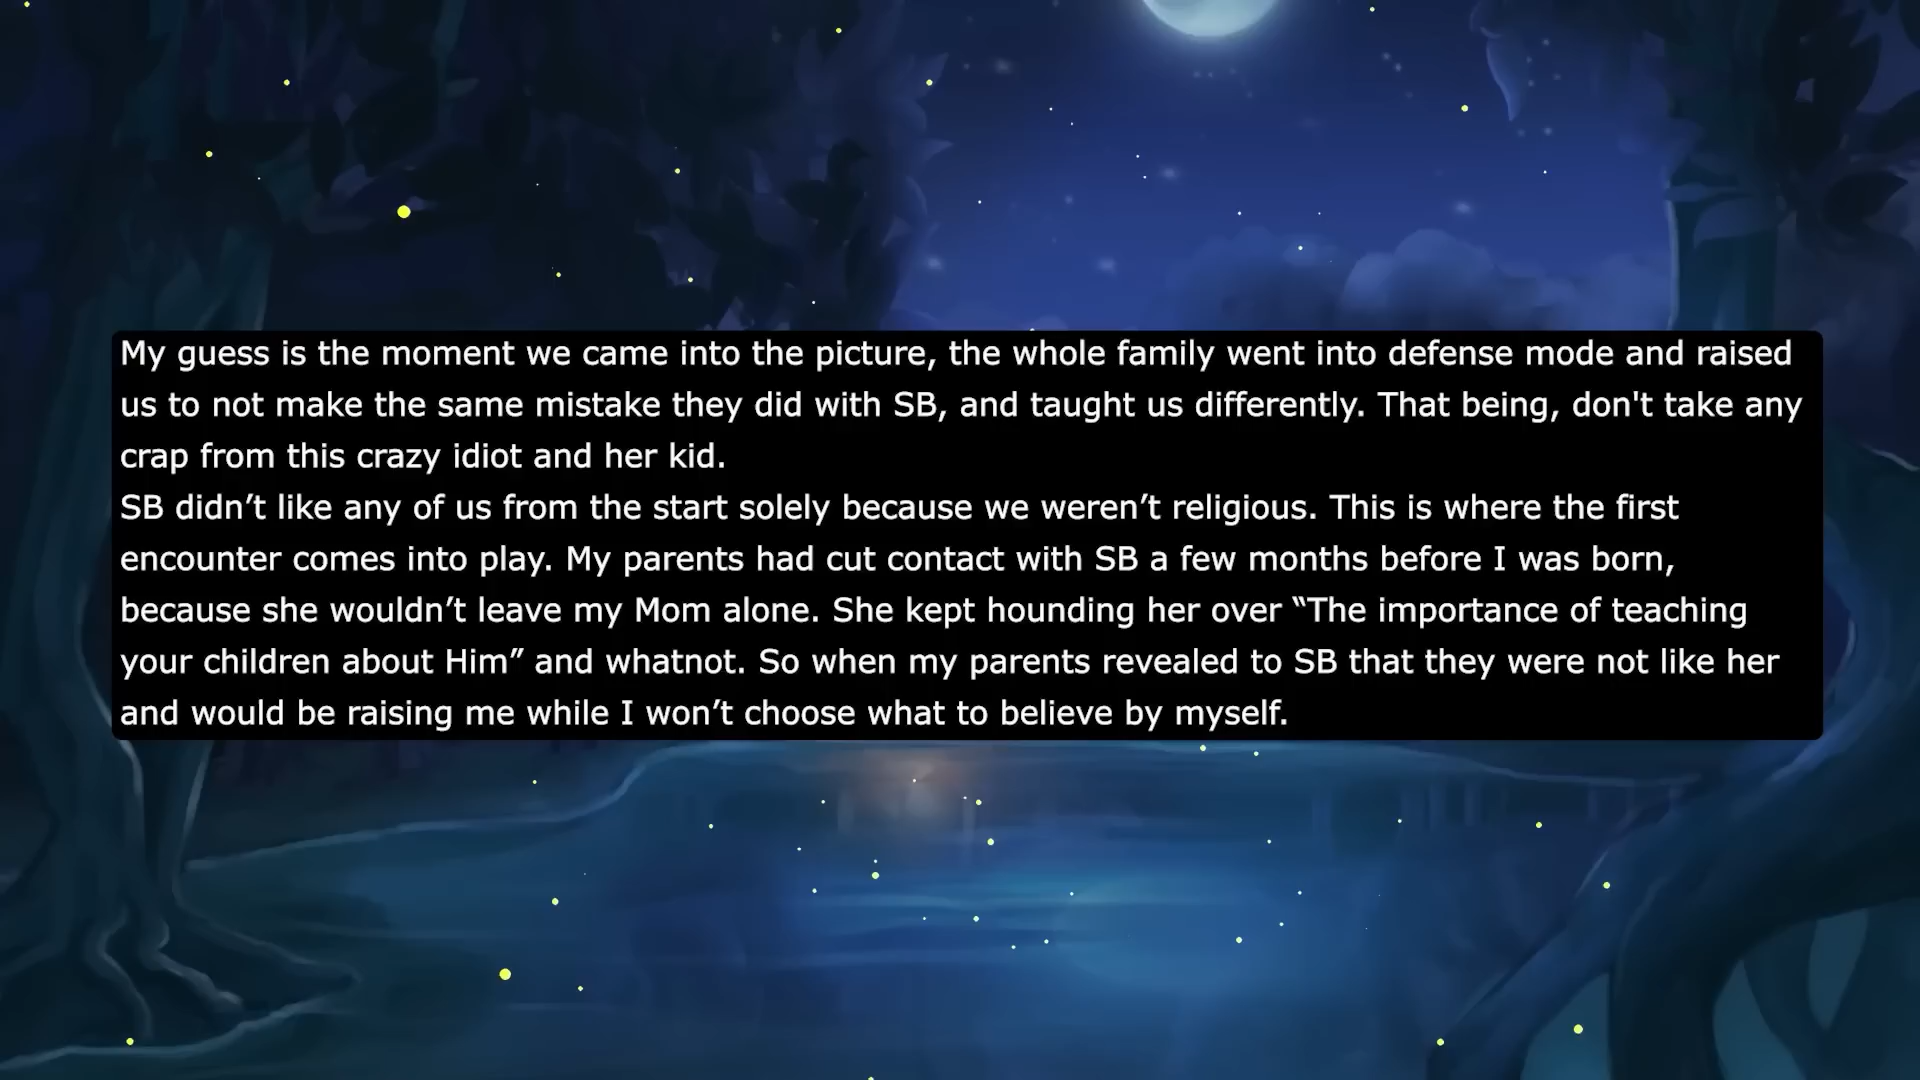 My guess is the moment we came into the picture, the whole family went into defense mode and raised
us to not make the same mistake they did with SB, and taught us differently. That being, don't take any
crap from this crazy idiot and her kid.
SB didn’t like any of us from the start solely because we weren’t religious. This is where the first
encounter comes into play. My parents had cut contact with SB a few months before I was born,
because she wouldn’t leave my Mom alone. She kept hounding her over “The importance of teaching
your children about Him” and whatnot. So when my parents revealed to SB that they were not like her
and would be raising me while I won’t choose what to believe by myself.